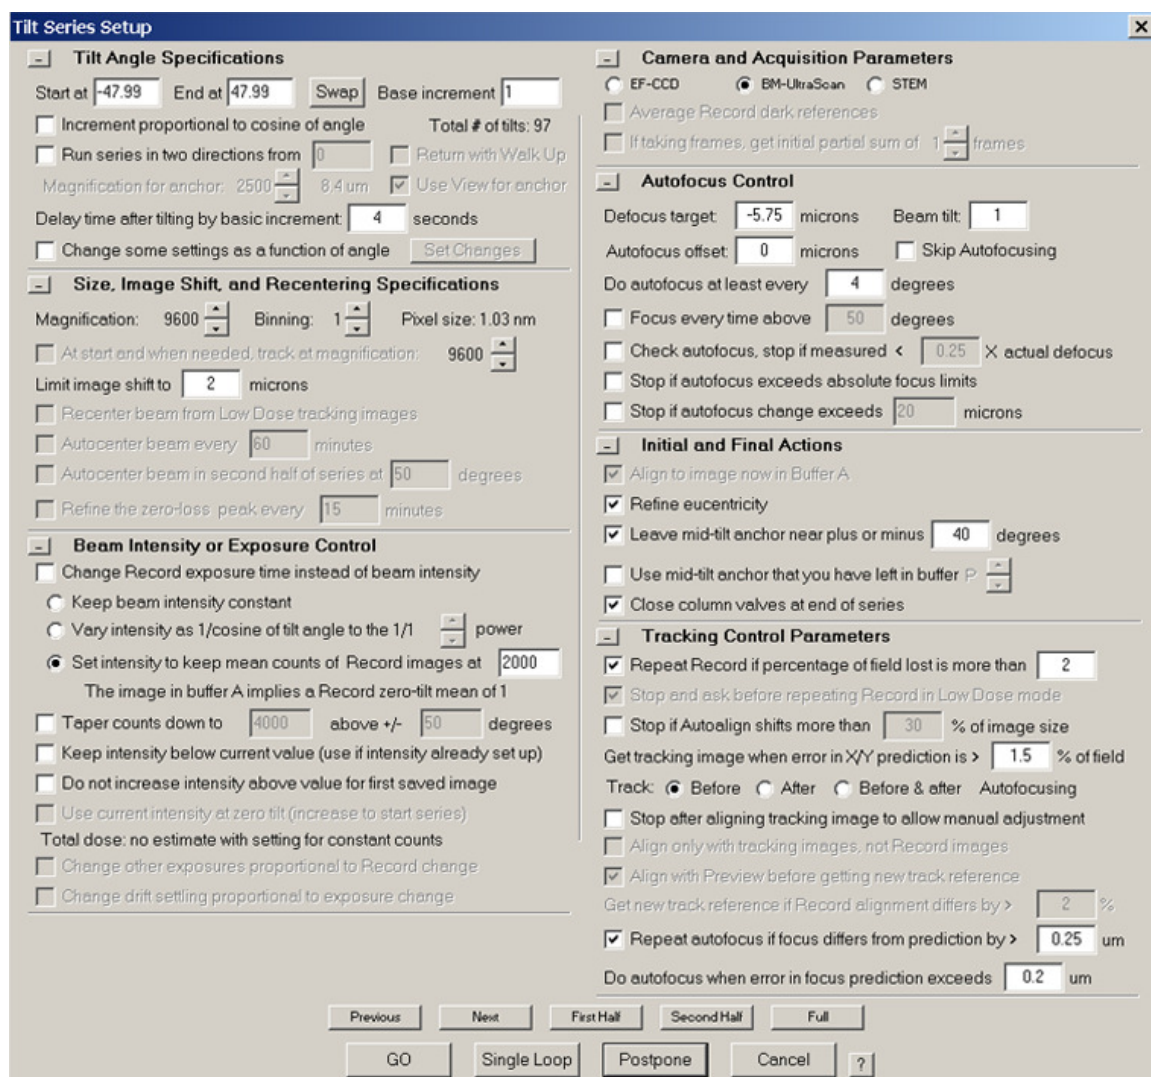 Tilt Series Setup
Tilt Angle Specifications
Start at -47.99 End at 47.99 Swap Base increment 1
Increment proportional to cosine of angle Total # of tilts: 97
Run series in two directions from 0 Return with Walk Up
Magnification for anchor: 2500 8.4 um Use View for anchor
Delay time after tilting by basic increment: 4 seconds
Change some settings as a function of angle Set Changes
Size, Image Shift, and Recentering Specifications
Magnification: 9600 Binning: 1 Pixel size: 1.03 nm
At start and when needed, track at magnification: 9600
Limit image shift to 2 microns
Recenter beam from Low Dose tracking images
Autocenter beam every 60 minutes
Autocenter beam in second half of series at 50 degrees
Refine the zero-loss peak every 15 minutes
Beam Intensity or Exposure Control
Change Record exposure time instead of beam intensity
Keep beam intensity constant
Vary intensity as 1/cosine of tilt angle to the 1/1 power
Set intensity to keep mean counts of Record images at 2000
The image in buffer A implies a Record zero-tilt mean of 1
Taper counts down to 4000 above +/- 50 degrees
Keep intensity below current value (use if intensity already set up)
Do not increase intensity above value for first saved image
Use current intensity at zero tilt (increase to start series)
Total dose: no estimate with setting for constant counts
Change other exposures proportional to Record change
Change drift settling proportional to exposure change
Camera and Acquisition Parameters
EF-CCD BM-UltraScan STEM
Average Record dark references
If taking frames, get initial partial sum of 1 frames
Autofocus Control
Defocus target: -5.75 microns Beam tilt: 1
Autofocus offset: 0 microns Skip Autofocusing
Do autofocus at least every 4 degrees
Focus every time above 50 degrees
Check autofocus, stop if measured < 0.25 X actual defocus
Stop if autofocus exceeds absolute focus limits
Stop if autofocus change exceeds 20 microns
Initial and Final Actions
Align to image now in Buffer A
Refine eucentricity
Leave mid-tilt anchor near plus or minus 40 degrees
Use mid-tilt anchor that you have left in buffer P
Close column valves at end of series
Tracking Control Parameters
Repeat Record if percentage of field lost is more than 2
Stop and ask before repeating Record in Low Dose mode
Stop if Autoalign shifts more than 30 % of image size
Get tracking image when error in X/Y prediction is > 1.5 % of field
Track: Before After Before & after Autofocusing
Stop after aligning tracking image to allow manual adjustment
Align only with tracking images, not Record images
Align with Preview before getting new track reference
Get new track reference if Record alignment differs by > 2 %
Repeat autofocus if focus differs from prediction by > 0.25 um
Do autofocus when error in focus prediction exceeds 0.2 um
Previous Next First Half Second Half Full
GO Single Loop Postpone Cancel ?